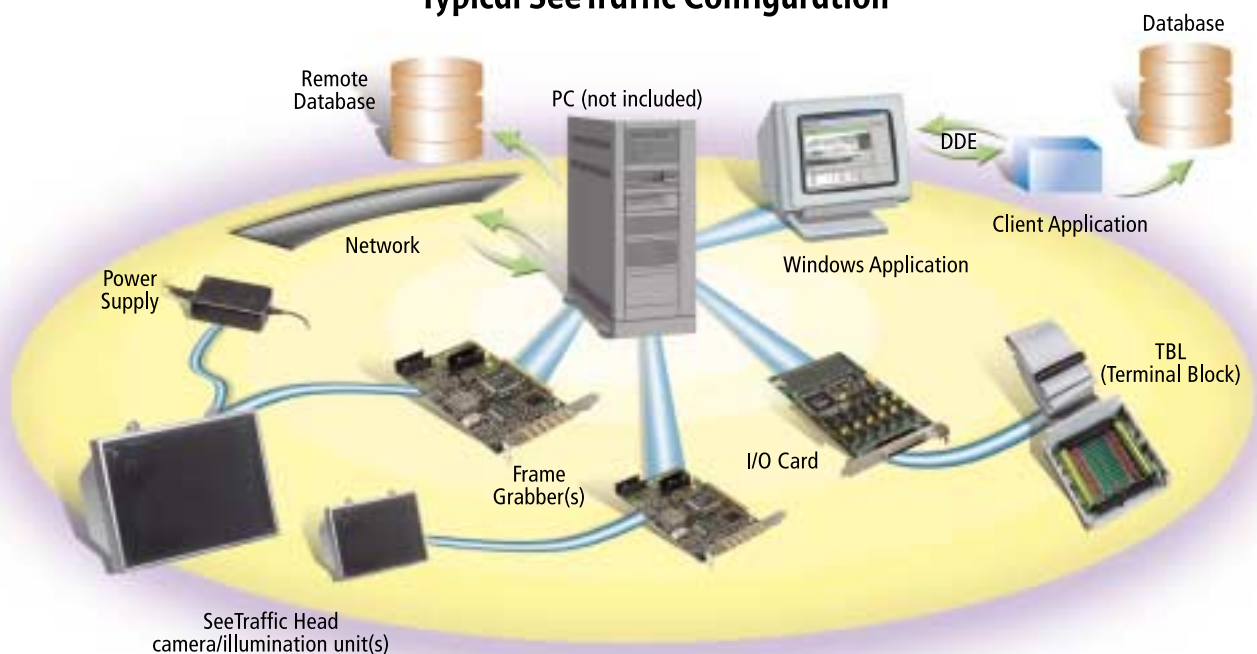 Typical SeeTraffic Configuration
Database
Remote
Database
PC (not included)
DDE
Client Application
Network
Windows Application
Power
Supply
TBL
(Terminal Block)
I/O Card
Frame
Grabber(s)
SeeTraffic Head
camera/illumination unit(s)